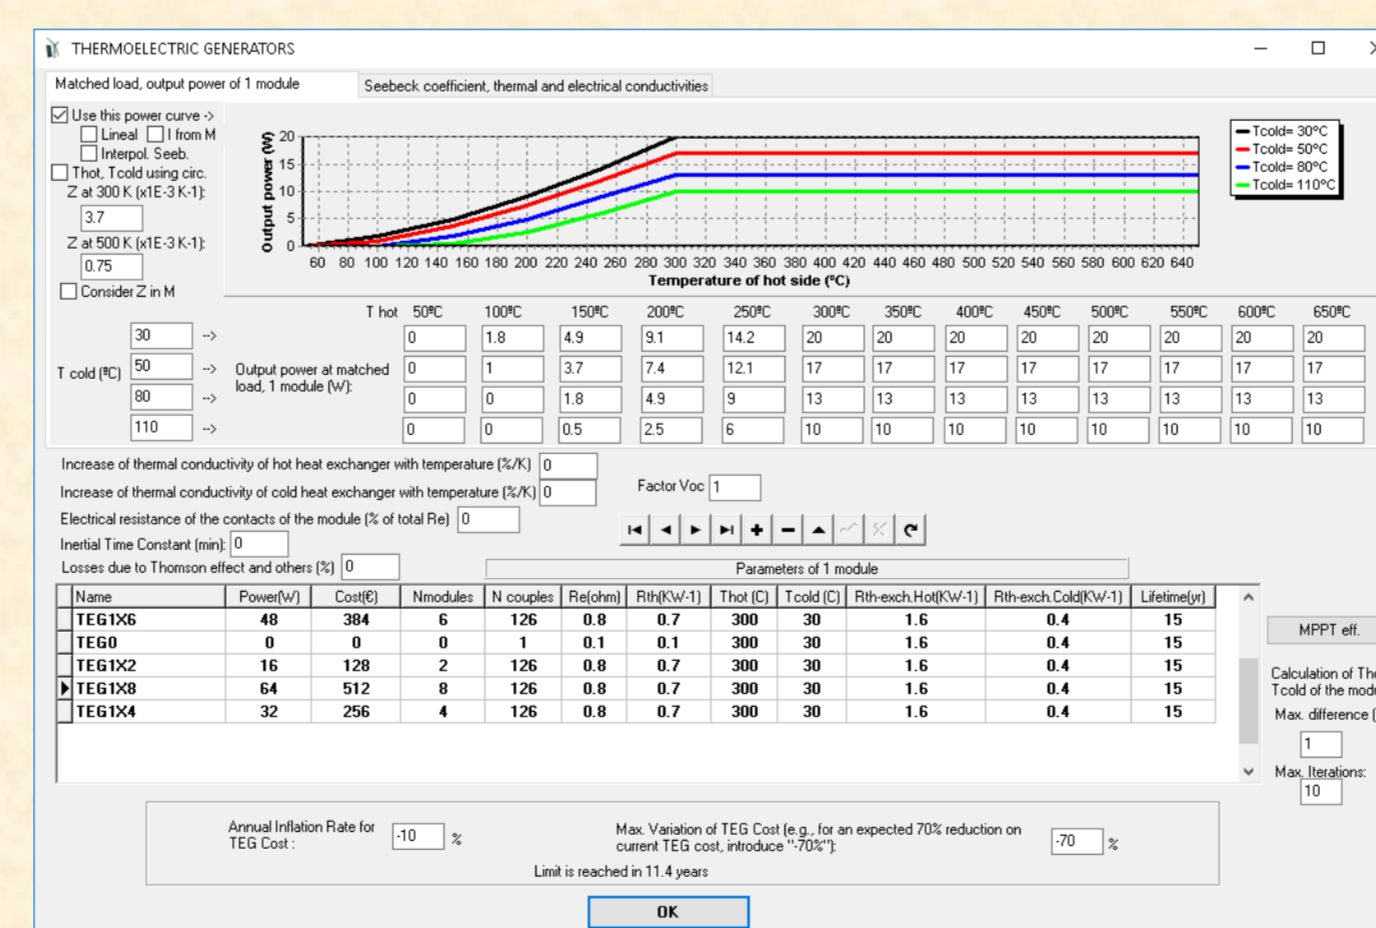 THERMOELECTRIC GENERATORS
Matched load, output power of 1 module
Seebeck coefficient, thermal and electrical conductivities
Use this power curve ->
Lineal I from M
Interpol. Seeb.
Thot, Tcold using circ.
Z at 300 K (x1E-3 K-1):
3.7
Z at 500 K (x1E-3 K-1):
0.75
Consider Z in M
Output power (W)
20
15
10
5
0
60 80 100 120 140 160 180 200 220 240 260 280 300 320 340 360 380 400 420 440 460 480 500 520 540 560 580 600 620 640
Temperature of hot side (ºC)
Tcold= 30ºC
Tcold= 50ºC
Tcold= 80ºC
Tcold= 110ºC
T hot 50ºC 100ºC 150ºC 200ºC 250ºC 300ºC 350ºC 400ºC 450ºC 500ºC 550ºC 600ºC 650ºC
T cold (ºC)
Output power at matched
load, 1 module (W):
30 --> 0 1.8 4.9 9.1 14.2 20 20 20 20 20 20 20 20
50 --> 0 1 3.7 7.4 12.1 17 17 17 17 17 17 17 17
80 --> 0 0 1.8 4.9 9 13 13 13 13 13 13 13 13
110 --> 0 0 0.5 2.5 6 10 10 10 10 10 10 10 10
Increase of thermal conductivity of hot heat exchanger with temperature (%/K) 0
Increase of thermal conductivity of cold heat exchanger with temperature (%/K) 0
Factor Voc 1
Electrical resistance of the contacts of the module (% of total Re) 0
Inertial Time Constant (min): 0
Losses due to Thomson effect and others (%) 0
Parameters of 1 module
Name Power(W) Cost(€) Nmodules N couples Re(ohm) Rth(KW-1) Thot (C) Tcold (C) Rth-exch.Hot(KW-1) Rth-exch.Cold(KW-1) Lifetime(yr)
TEG1X6 48 384 6 126 0.8 0.7 300 30 1.6 0.4 15
TEG0 0 0 0 1 0.1 0.1 300 30 1.6 0.4 15
TEG1X2 16 128 2 126 0.8 0.7 300 30 1.6 0.4 15
TEG1X8 64 512 8 126 0.8 0.7 300 30 1.6 0.4 15
TEG1X4 32 256 4 126 0.8 0.7 300 30 1.6 0.4 15
MPPT eff.
Calculation of
Tcold of the
Max. difference
1
Max. Iterations:
10
Annual Inflation Rate for
TEG Cost :
-10 %
Max. Variation of TEG Cost (e.g., for an expected 70% reduction on
current TEG cost, introduce "-70%"):
-70 %
Limit is reached in 11.4 years
OK